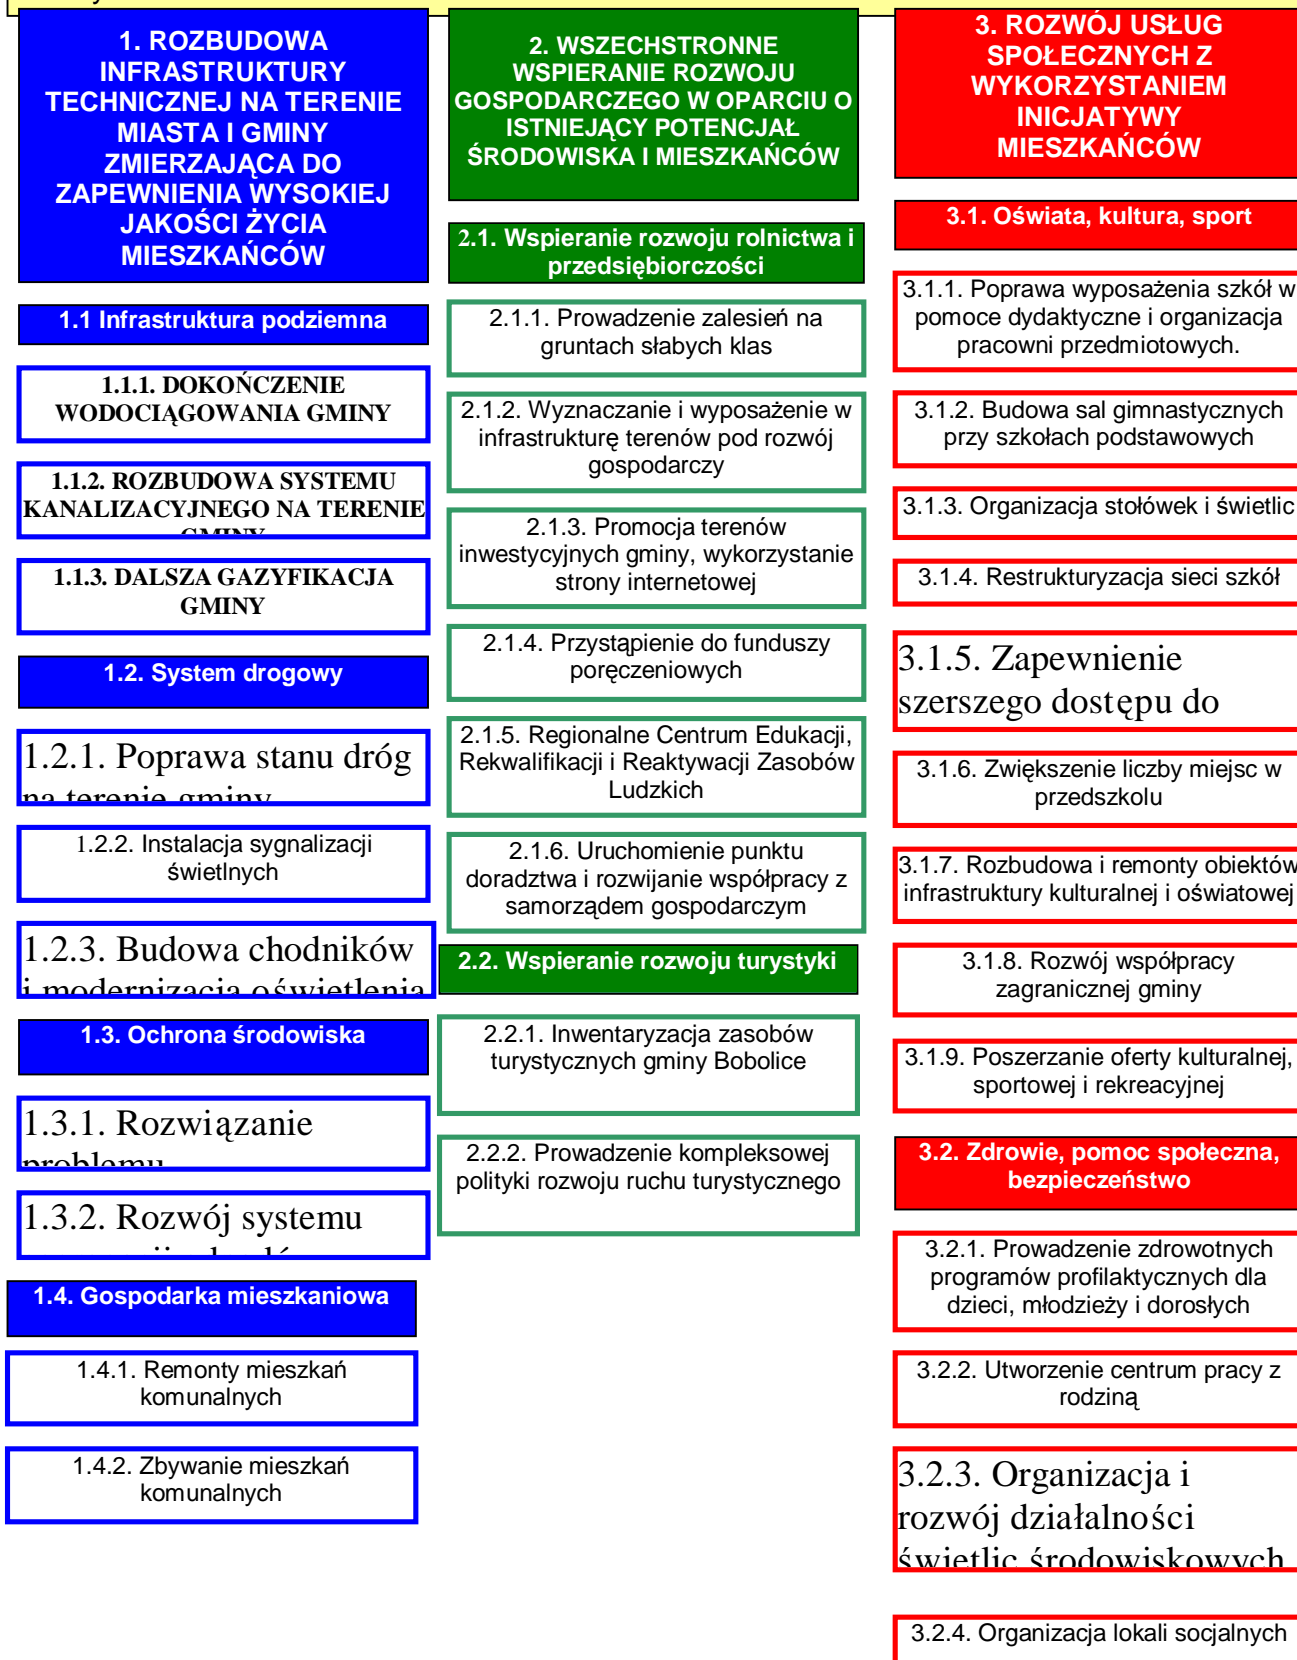 1. ROZBUDOWA
INFRASTRUKTURY
TECHNICZNEJ NA TERENIE
MIASTA I GMINY
ZMIERZAJĄCA DO
ZAPEWNIENIA WYSOKIEJ
JAKOŚCI ŻYCIA
MIESZKAŃCÓW
1.1 Infrastruktura podziemna
1.1.1. DOKOŃCZENIE
WODOCIĄGOWANIA GMINY
1.1.2. ROZBUDOWA SYSTEMU
KANALIZACYJNEGO NA TERENIE
GMINY
1.1.3. DALSZA GAZYFIKACJA
GMINY
1.2. System drogowy
1.2.1. Poprawa stanu dróg
na terenie gminy
1.2.2. Instalacja sygnalizacji
świetlnych
1.2.3. Budowa chodników
i modernizacja oświetlenia
1.3. Ochrona środowiska
1.3.1. Rozwiązanie
problemu
1.3.2. Rozwój systemu
1.4. Gospodarka mieszkaniowa
1.4.1. Remonty mieszkań
komunalnych
1.4.2. Zbywanie mieszkań
komunalnych
2. WSZECHSTRONNE
WSPIERANIE ROZWOJU
GOSPODARCZEGO W OPARCIU O
ISTNIEJĄCY POTENCJAŁ
ŚRODOWISKA I MIESZKAŃCÓW
2.1. Wspieranie rozwoju rolnictwa i
przedsiębiorczości
2.1.1. Prowadzenie zalesień na
gruntach słabych klas
2.1.2. Wyznaczanie i wyposażenie w
infrastrukturę terenów pod rozwój
gospodarczy
2.1.3. Promocja terenów
inwestycyjnych gminy, wykorzystanie
strony internetowej
2.1.4. Przystąpienie do funduszy
poręczeniowych
2.1.5. Regionalne Centrum Edukacji,
Rekwalifikacji i Reaktywacji Zasobów
Ludzkich
2.1.6. Uruchomienie punktu
doradztwa i rozwijanie współpracy z
samorządem gospodarczym
2.2. Wspieranie rozwoju turystyki
2.2.1. Inwentaryzacja zasobów
turystycznych gminy Bobolice
2.2.2. Prowadzenie kompleksowej
polityki rozwoju ruchu turystycznego
3. ROZWÓJ USŁUG
SPOŁECZNYCH Z
WYKORZYSTANIEM
INICJATYWY
MIESZKAŃCÓW
3.1. Oświata, kultura, sport
3.1.1. Poprawa wyposażenia szkół w
pomoce dydaktyczne i organizacja
pracowni przedmiotowych.
3.1.2. Budowa sal gimnastycznych
przy szkołach podstawowych
3.1.3. Organizacja stołówek i świetlic
3.1.4. Restrukturyzacja sieci szkół
3.1.5. Zapewnienie
szerszego dostępu do
3.1.6. Zwiększenie liczby miejsc w
przedszkolu
3.1.7. Rozbudowa i remonty obiektów
infrastruktury kulturalnej i oświatowej
3.1.8. Rozwój współpracy
zagranicznej gminy
3.1.9. Poszerzanie oferty kulturalnej,
sportowej i rekreacyjnej
3.2. Zdrowie, pomoc społeczna,
bezpieczeństwo
3.2.1. Prowadzenie zdrowotnych
programów profilaktycznych dla
dzieci, młodzieży i dorosłych
3.2.2. Utworzenie centrum pracy z
rodziną
3.2.3. Organizacja i
rozwój działalności
świetlic środowiskowych
3.2.4. Organizacja lokali socjalnych